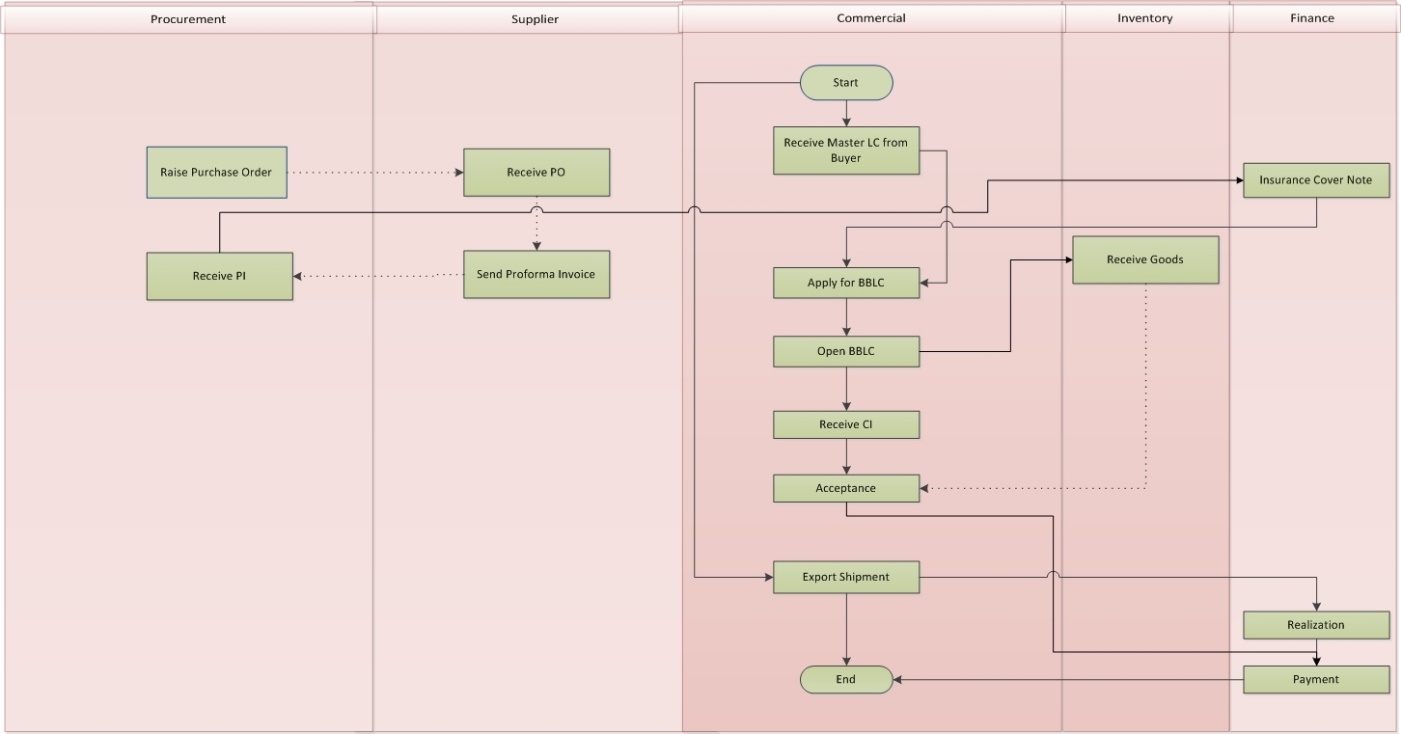 Procurement
Supplier
Commercial
Inventory
Finance
Start
Receive Master LC from
Buyer
Raise Purchase Order
Receive PO
Insurance Cover Note
Receive PI
Send Proforma Invoice
Apply for BBLC
Receive Goods
Open BBLC
Receive CI
Acceptance
Export Shipment
Realization
End
Payment